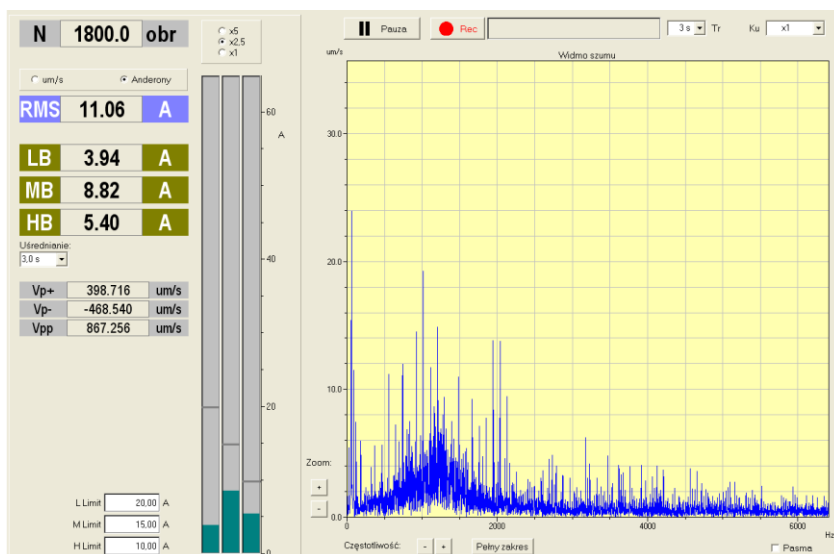 N 1800.0 obr
um/s Anderony
RMS 11.06 A
LB 3.94 A
MB 8.82 A
HB 5.40 A
Uśrednianie:
3,0 s
Vp+ 398.716 um/s
Vp- -468.540 um/s
Vpp 867.256 um/s
L Limit 20,00 A
M Limit 15,00 A
H Limit 10,00 A
x5
x2,5
x1
60
A
40
20
0
Pauza Rec 3 s Tr Ku x1
um/s Widmo szumu
30.0
20.0
10.0
0.0
0 2000 4000 6000 Hz
Zoom:
+
-
Częstotliwość: - + Pełny zakres Pasma